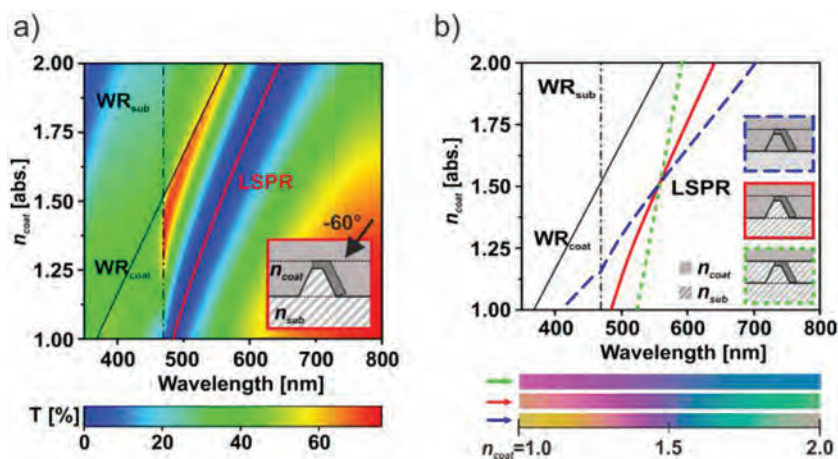 a)
b)
2.00
1.75
1.50
1.25
1.00
n_coat [abs.]
WR_sub
WR_coat
LSPR
-60°
n_coat
n_sub
400 500 600 700 800
Wavelength [nm]
T [%]
0 20 40 60
2.00
1.75
1.50
1.25
1.00
n_coat [abs.]
WR_sub
WR_coat
LSPR
n_coat
n_sub
400 500 600 700 800
Wavelength [nm]
n_coat=1.0 1.5 2.0